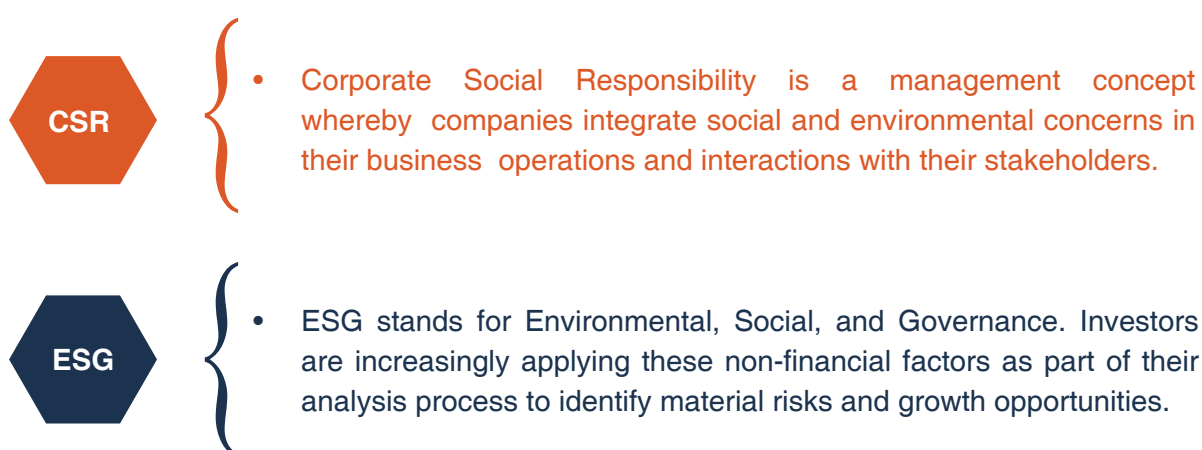 CSR
• Corporate Social Responsibility is a management concept
whereby companies integrate social and environmental concerns in
their business operations and interactions with their stakeholders.
ESG
• ESG stands for Environmental, Social, and Governance. Investors
are increasingly applying these non-financial factors as part of their
analysis process to identify material risks and growth opportunities.